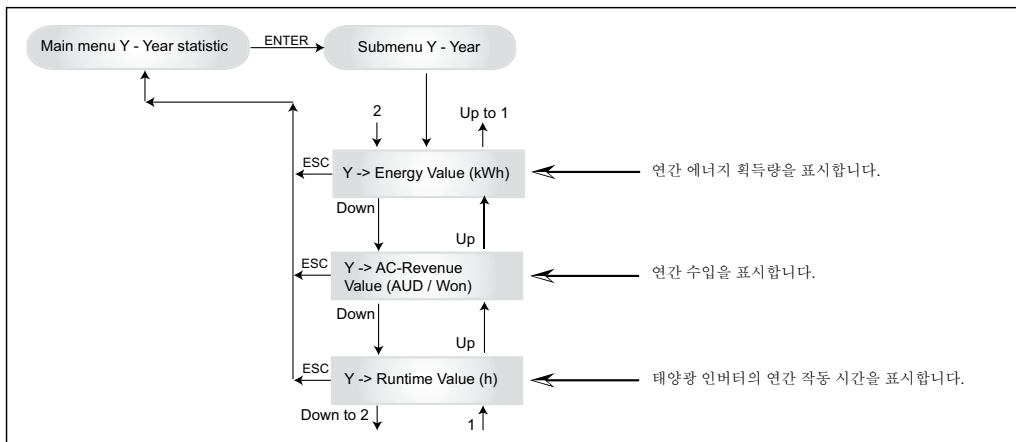 Main menu Y - Year statistic
ENTER
Submenu Y - Year
2
Up to 1
ESC
Y -> Energy Value (kWh)
연간 에너지 획득량을 표시합니다.
Down
Up
ESC
Y -> AC-Revenue
Value (AUD / Won)
연간 수입을 표시합니다.
Down
Up
ESC
Y -> Runtime Value (h)
태양광 인버터의 연간 작동 시간을 표시합니다.
Down to 2
1